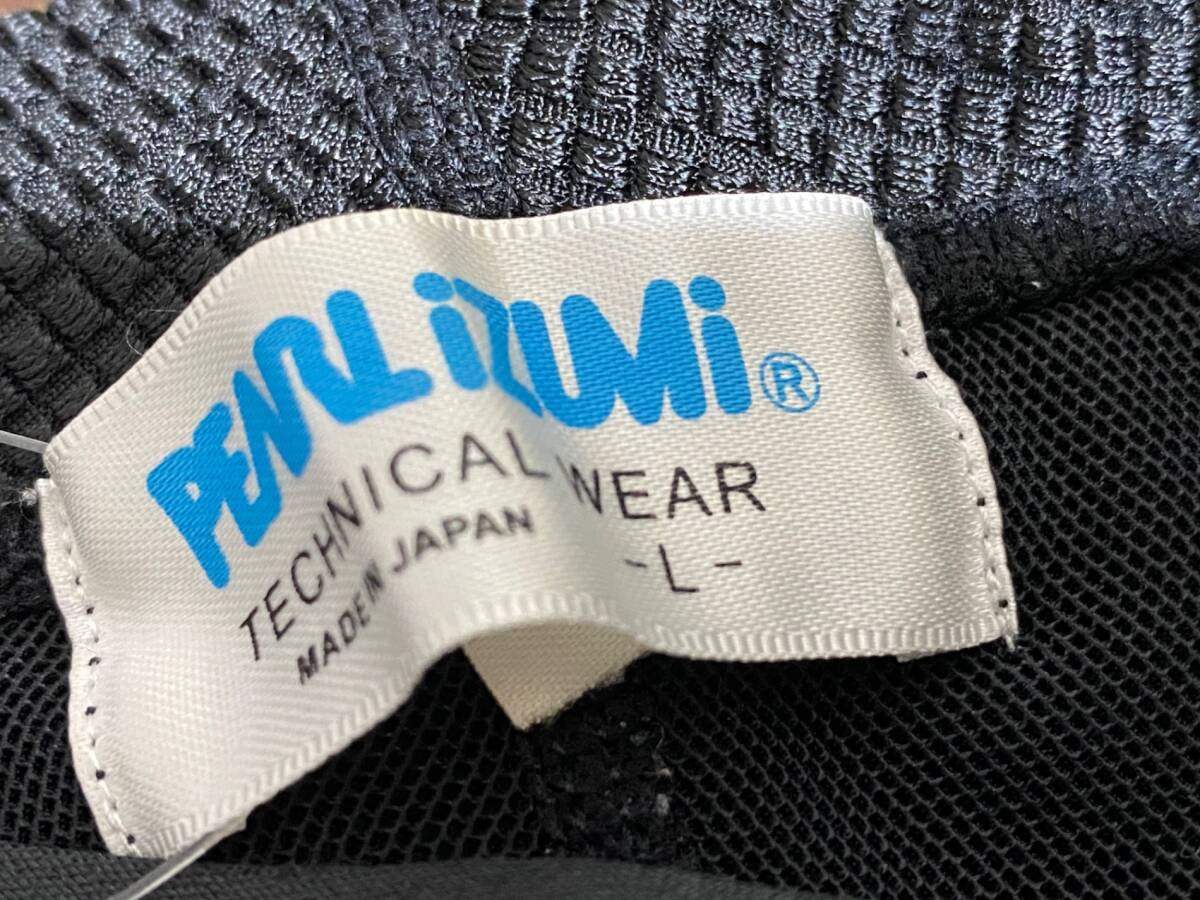 PEARL iZUMi®
TECHNICAL WEAR
MADE IN JAPAN
-L-